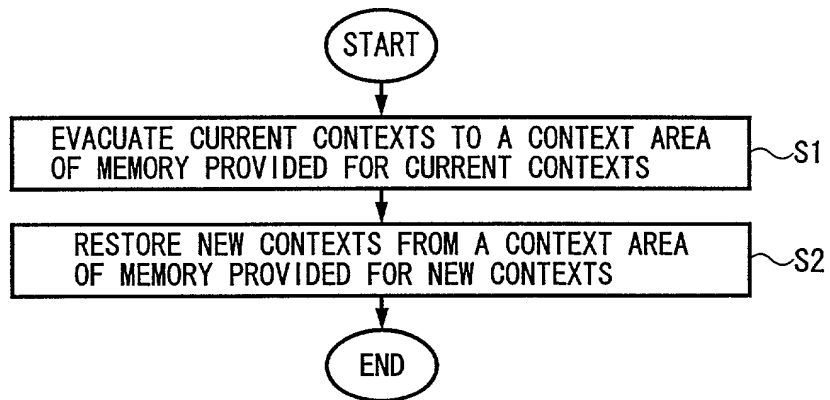 START
EVACUATE CURRENT CONTEXTS TO A CONTEXT AREA
OF MEMORY PROVIDED FOR CURRENT CONTEXTS
S1
RESTORE NEW CONTEXTS FROM A CONTEXT AREA
OF MEMORY PROVIDED FOR NEW CONTEXTS
S2
END